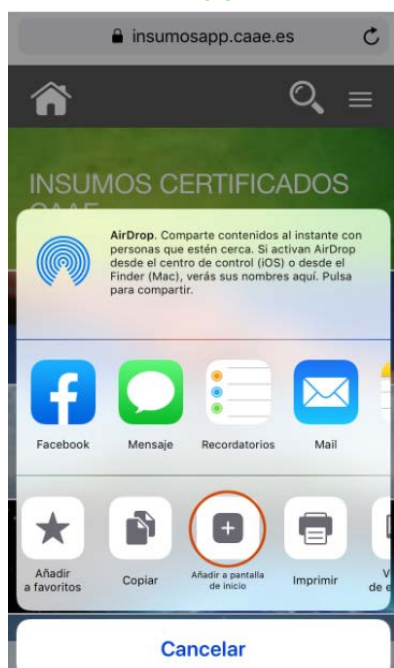 insumosapp.caae.es
INSUMOS CERTIFICADOS
CAAE
AirDrop. Comparte contenidos al instante con
personas que estén cerca. Si activan AirDrop
desde el centro de control (iOS) o desde el
Finder (Mac), verás sus nombres aquí. Pulsa
para compartir.
Facebook
Mensaje
Recordatorios
Mail
Añadir
a favoritos
Copiar
Añadir a pantalla
de inicio
Imprimir
V
de e
Cancelar